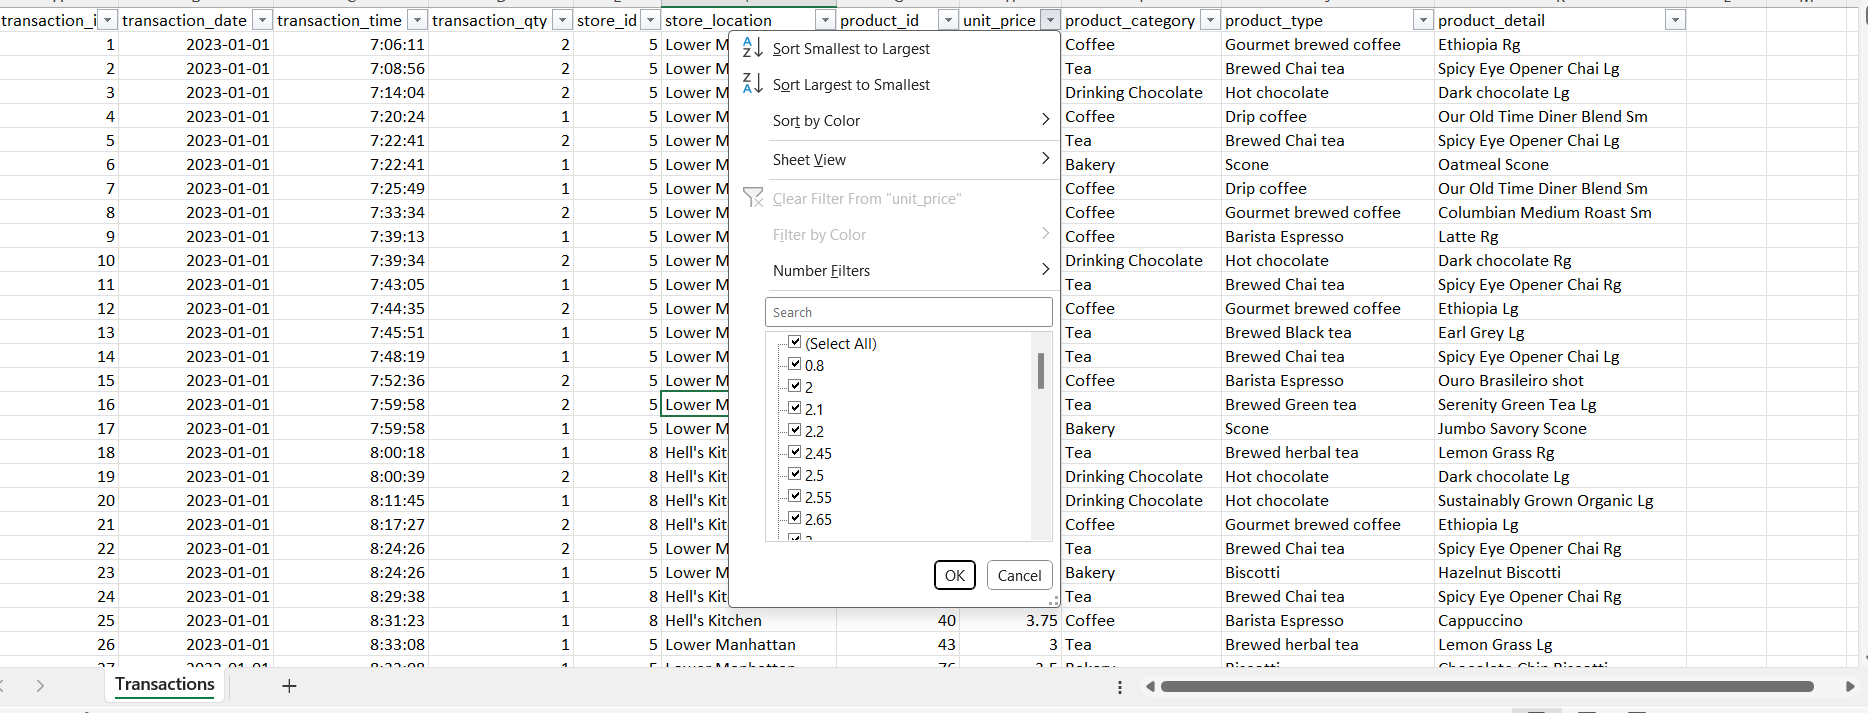 transaction_i transaction_date transaction_time transaction_qty store_id store_location product_id unit_price product_category product_type product_detail
1 2023-01-01 7:06:11 2 5 Lower M Coffee Gourmet brewed coffee Ethiopia Rg
2 2023-01-01 7:08:56 2 5 Lower M Tea Brewed Chai tea Spicy Eye Opener Chai Lg
3 2023-01-01 7:14:04 2 5 Lower M Drinking Chocolate Hot chocolate Dark chocolate Lg
4 2023-01-01 7:20:24 1 5 Lower M Coffee Drip coffee Our Old Time Diner Blend Sm
5 2023-01-01 7:22:41 2 5 Lower M Tea Brewed Chai tea Spicy Eye Opener Chai Lg
6 2023-01-01 7:22:41 1 5 Lower M Bakery Scone Oatmeal Scone
7 2023-01-01 7:25:49 1 5 Lower M Coffee Drip coffee Our Old Time Diner Blend Sm
8 2023-01-01 7:33:34 2 5 Lower M Coffee Gourmet brewed coffee Columbian Medium Roast Sm
9 2023-01-01 7:39:13 1 5 Lower M Coffee Barista Espresso Latte Rg
10 2023-01-01 7:39:34 2 5 Lower M Drinking Chocolate Hot chocolate Dark chocolate Rg
11 2023-01-01 7:43:05 1 5 Lower M Tea Brewed Chai tea Spicy Eye Opener Chai Rg
12 2023-01-01 7:44:35 2 5 Lower M Coffee Gourmet brewed coffee Ethiopia Lg
13 2023-01-01 7:45:51 1 5 Lower M Tea Brewed Black tea Earl Grey Lg
14 2023-01-01 7:48:19 1 5 Lower M Tea Brewed Chai tea Spicy Eye Opener Chai Lg
15 2023-01-01 7:52:36 2 5 Lower M Coffee Barista Espresso Ouro Brasileiro shot
16 2023-01-01 7:59:58 2 5 Lower M Tea Brewed Green tea Serenity Green Tea Lg
17 2023-01-01 7:59:58 1 5 Lower M Bakery Scone Jumbo Savory Scone
18 2023-01-01 8:00:18 1 8 Hell's Kit Tea Brewed herbal tea Lemon Grass Rg
19 2023-01-01 8:00:39 2 8 Hell's Kit Drinking Chocolate Hot chocolate Dark chocolate Lg
20 2023-01-01 8:11:45 1 8 Hell's Kit Drinking Chocolate Hot chocolate Sustainably Grown Organic Lg
21 2023-01-01 8:17:27 2 8 Hell's Kit Coffee Gourmet brewed coffee Ethiopia Lg
22 2023-01-01 8:24:26 2 5 Lower M Tea Brewed Chai tea Spicy Eye Opener Chai Rg
23 2023-01-01 8:24:26 1 5 Lower M Bakery Biscotti Hazelnut Biscotti
24 2023-01-01 8:29:38 1 8 Hell's Kit Tea Brewed Chai tea Spicy Eye Opener Chai Rg
25 2023-01-01 8:31:23 1 8 Hell's Kitchen 40 3.75 Coffee Barista Espresso Cappuccino
26 2023-01-01 8:33:08 1 5 Lower Manhattan 43 3 Tea Brewed herbal tea Lemon Grass Lg
Sort Smallest to Largest
Sort Largest to Smallest
Sort by Color
Sheet View
Clear Filter From "unit_price"
Filter by Color
Number Filters
Search
(Select All)
0.8
2
2.1
2.2
2.45
2.5
2.55
2.65
OK Cancel
Transactions